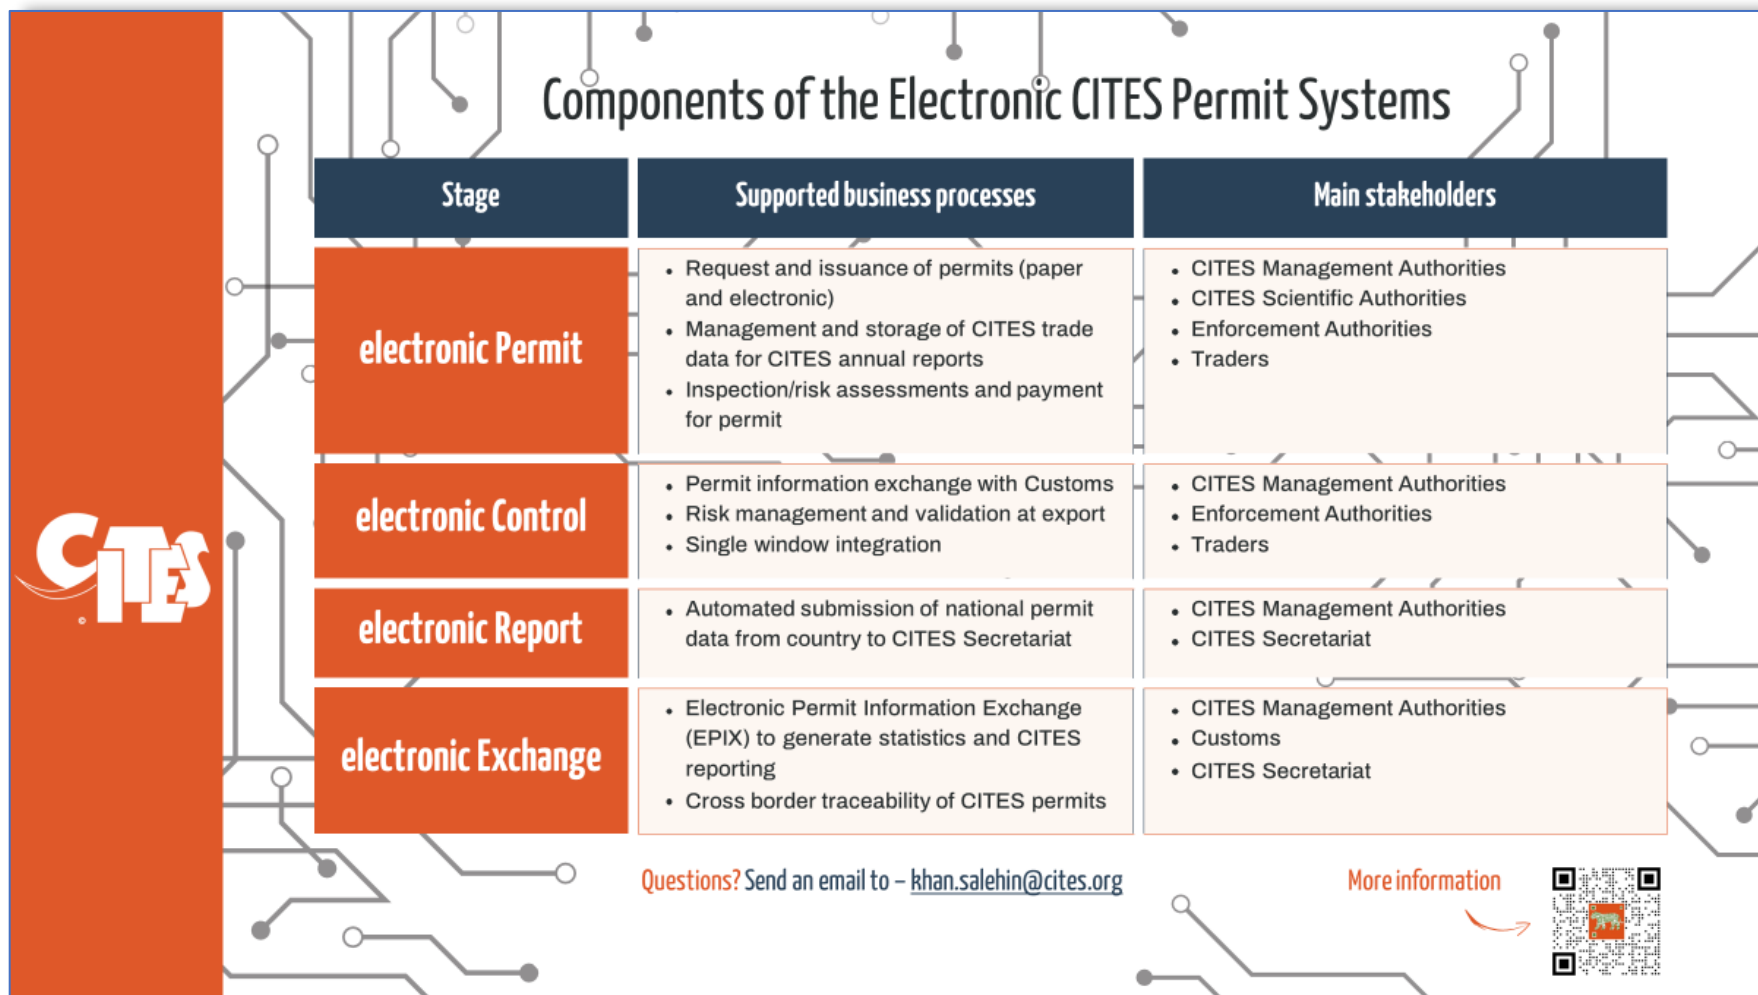 Components of the Electronic CITES Permit Systems
Stage
Supported business processes
Main stakeholders
electronic Permit
• Request and issuance of permits (paper
and electronic)
• Management and storage of CITES trade
data for CITES annual reports
• Inspection/risk assessments and payment
for permit
• CITES Management Authorities
• CITES Scientific Authorities
• Enforcement Authorities
• Traders
electronic Control
• Permit information exchange with Customs
• Risk management and validation at export
• Single window integration
• CITES Management Authorities
• Enforcement Authorities
• Traders
electronic Report
• Automated submission of national permit
data from country to CITES Secretariat
• CITES Management Authorities
• CITES Secretariat
electronic Exchange
• Electronic Permit Information Exchange
(EPIX) to generate statistics and CITES
reporting
• Cross border traceability of CITES permits
• CITES Management Authorities
• Customs
• CITES Secretariat
CITES
©
Questions? Send an email to – khan.salehin@cites.org
More information